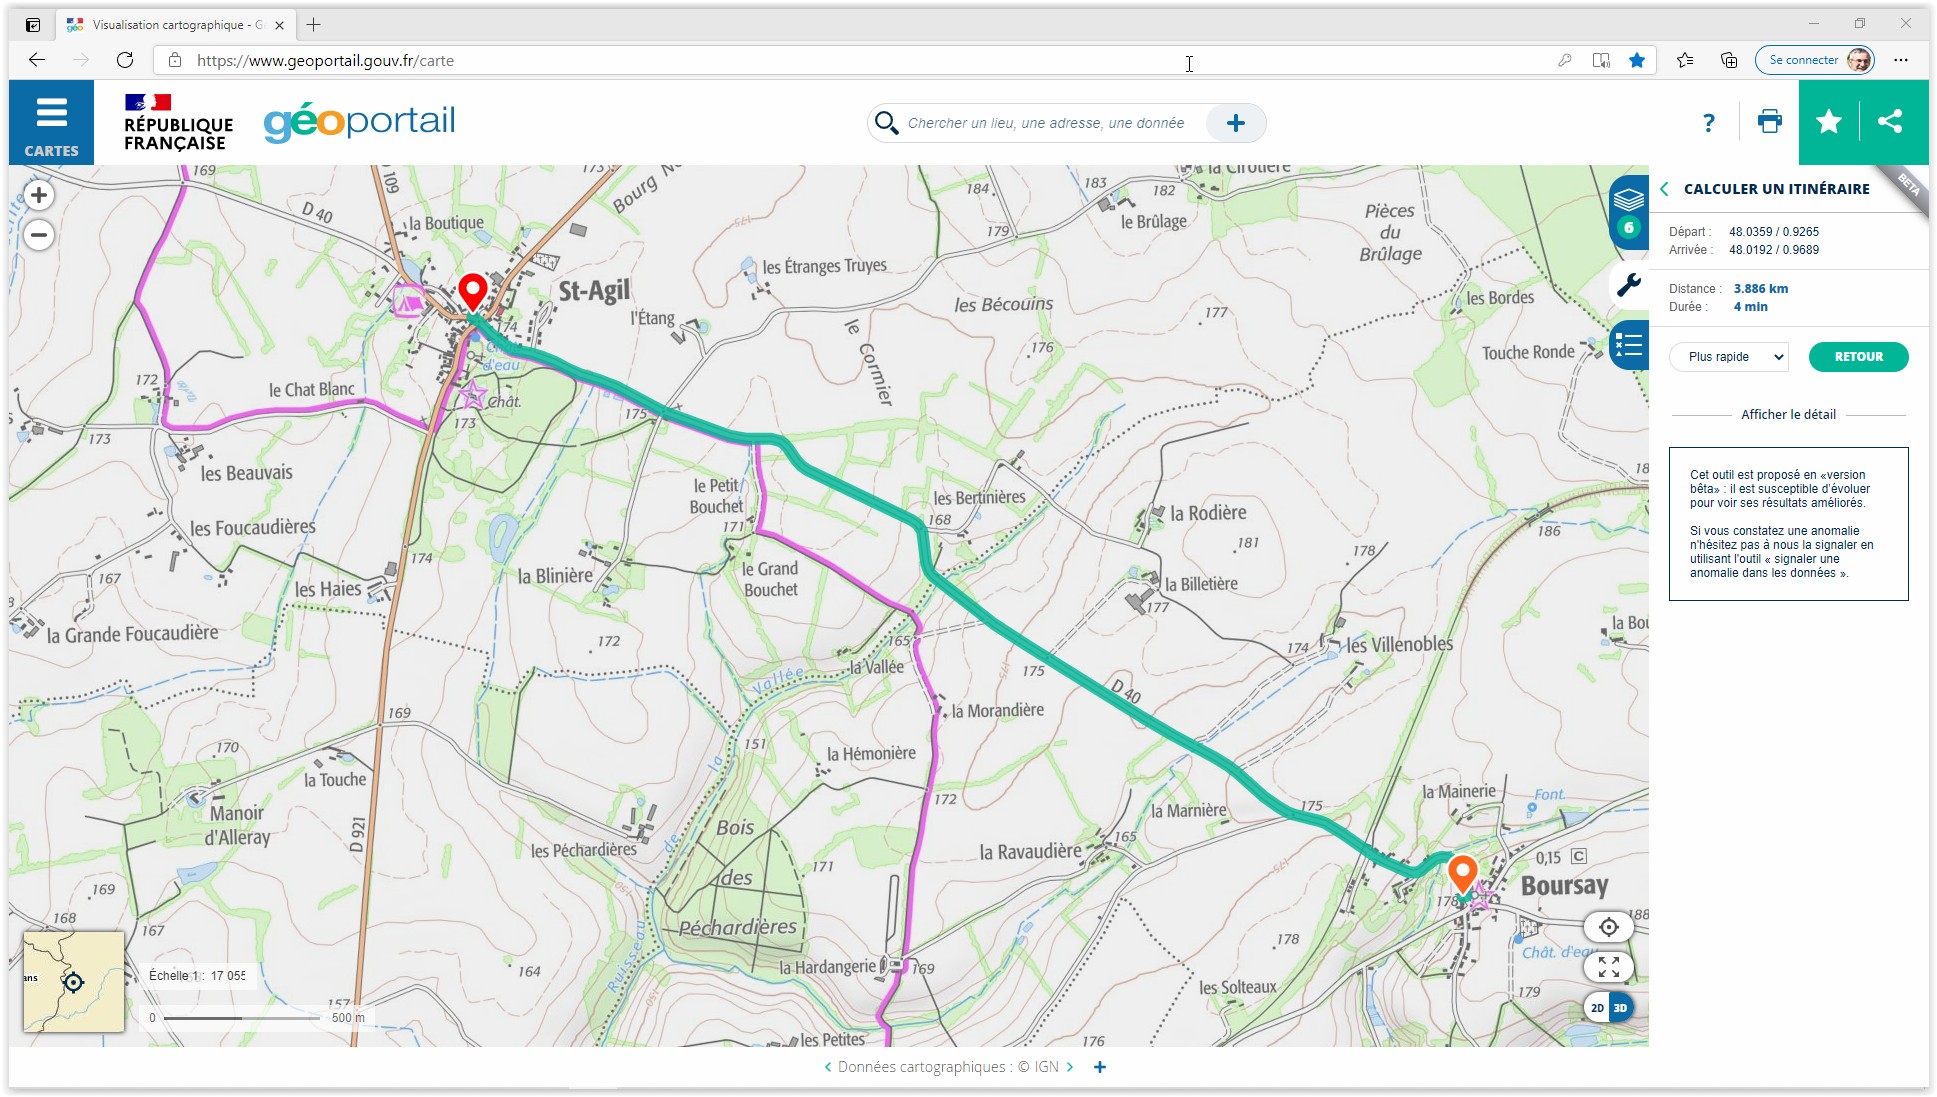 Visualisation cartographique - G
https://www.geoportail.gouv.fr/carte
Se connecter
CARTES
RÉPUBLIQUE
FRANÇAISE
géoportail
Chercher un lieu, une adresse, une donnée
?
BETA
CALCULER UN ITINÉRAIRE
Départ : 48.0359 / 0.9265
Arrivée : 48.0192 / 0.9689
Distance : 3.886 km
Durée : 4 min
Plus rapide
RETOUR
Afficher le détail
Cet outil est proposé en «version
bêta» : il est susceptible d'évoluer
pour voir ses résultats améliorés.
Si vous constatez une anomalie
n'hésitez pas à nous la signaler en
utilisant l'outil « signaler une
anomalie dans les données ».
6
169
D 40
109
173
Bourg
184
183
182
la Cirotière
la Boutique
le Brûlage
179
Pièces
du
Brûlage
575
les Étranges Truyes
St-Agil
les Bécouins
les Bordes
l'Étang
174
177
le Cormier
176
Touche Ronde
Chât.
d'eau
172
le Chat Blanc
Chât.
173
175
173
les Beauvais
le Petit
Bouchet
les Bertinières
18
168
171
la Rodière
186
les Foucaudières
181
178
174
167
les Haies
la Blinière
le Grand
Bouchet
la Billetière
177
la Grande Foucaudière
172
165
la Bou
174
les Villenobles
la Vallée
175
Vallée
D 40
169
la Morandière
170
151
la Hémonière
la Touche
la
172
la Mainerie
Font.
Manoir
d'Alleray
la Marnière
175
D 921
Bois
des
Péchardières
165
les Péchardières
de
la Ravaudière
0,15 C
171
575
169
Boursay
178
168
188
167
178
la Hardangerie
169
Chât. d'eau
164
Ruisseau
les Solteaux
179
157
les Petites
176
ans
Échelle 1 : 17 055
0 500 m
2D 3D
Données cartographiques : © IGN